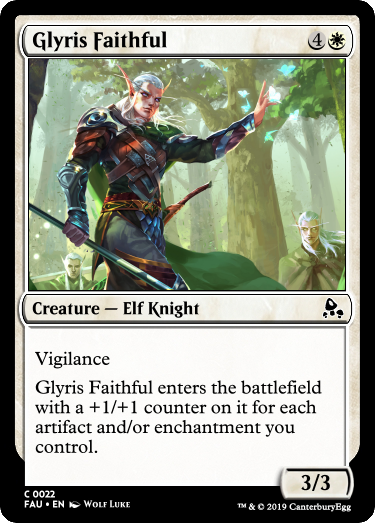 Glyris Faithful 4
Creature — Elf Knight
Vigilance
Glyris Faithful enters the battlefield
with a +1/+1 counter on it for each
artifact and/or enchantment you
control.
3/3
C 0022
FAU • EN Wolf Luke
™ & © 2019 CanterburyEgg